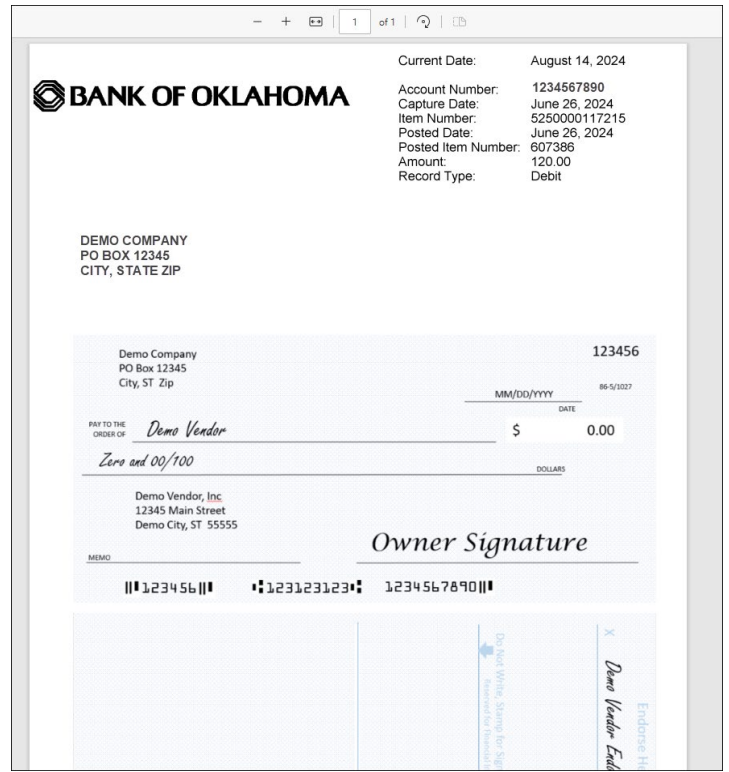 1 of 1
Current Date: August 14, 2024
BANK OF OKLAHOMA
Account Number: 1234567890
Capture Date: June 26, 2024
Item Number: 5250000117215
Posted Date: June 26, 2024
Posted Item Number: 607386
Amount: 120.00
Record Type: Debit
DEMO COMPANY
PO BOX 12345
CITY, STATE ZIP
Demo Company 123456
PO Box 12345
City, ST Zip
MM/DD/YYYY 86-5/1027
DATE
PAY TO THE
ORDER OF Demo Vendor $ 0.00
Zero and 00/100
DOLLARS
Demo Vendor, Inc
12345 Main Street
Demo City, ST 55555
Owner Signature
MEMO
⑈123456⑈ ⑆123123123⑆ 1234567890⑈
Endorse
X Demo Vendor
Do Not Write, Stamp for
Reserved for Financial